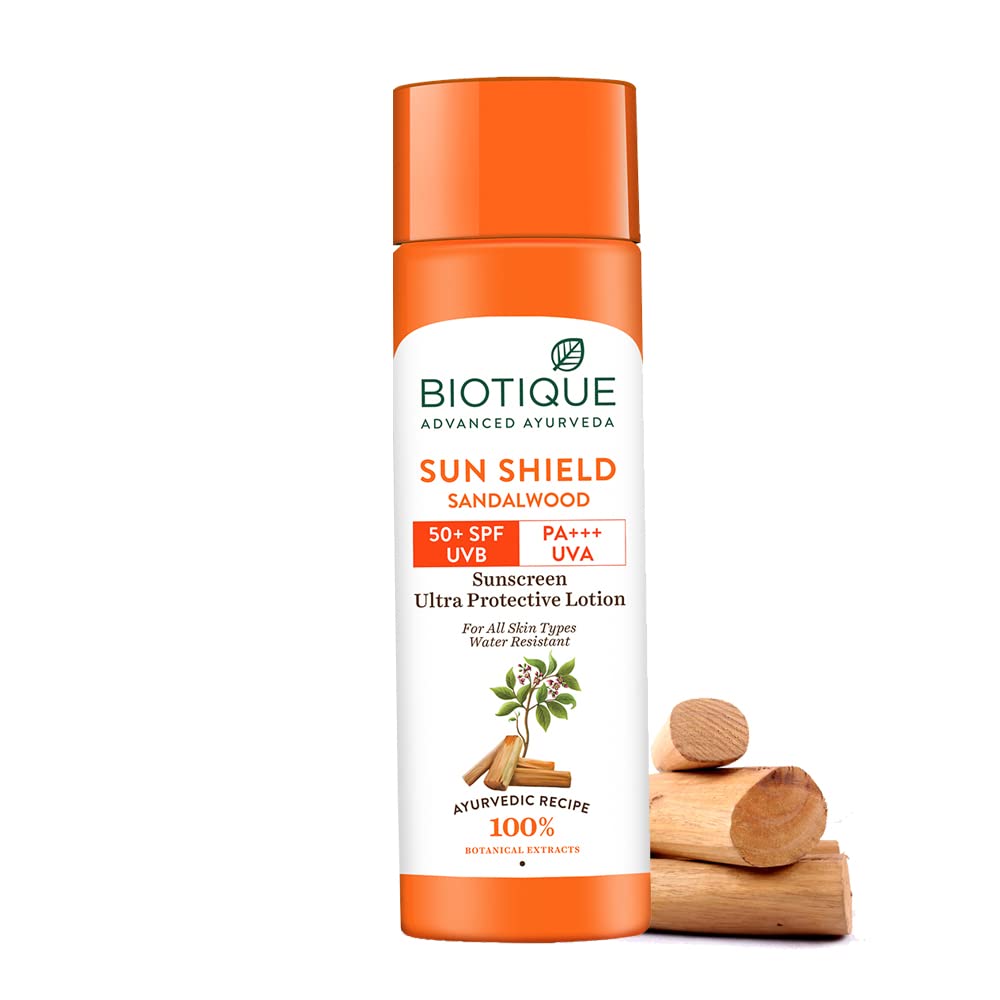 BIOTIQUE
ADVANCED AYURVEDA
SUN SHIELD
SANDALWOOD
50+ SPF PA+++
UVB UVA
Sunscreen
Ultra Protective Lotion
For All Skin Types
Water Resistant
AYURVEDIC RECIPE
100%
BOTANICAL EXTRACTS